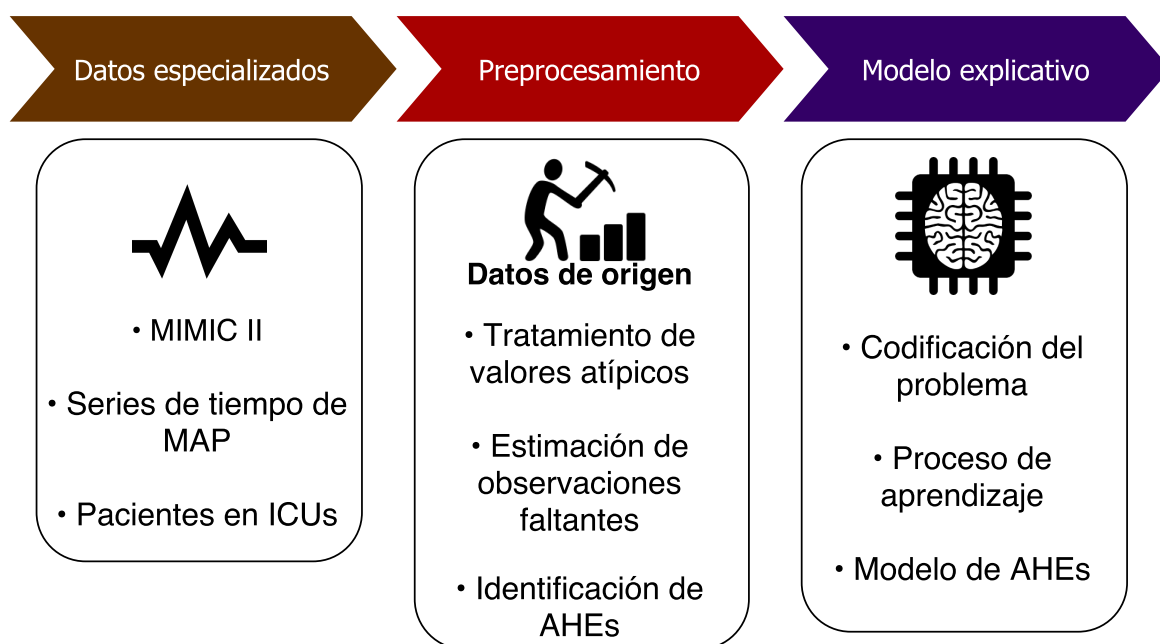 Datos especializados
Preprocesamiento
Modelo explicativo
• MIMIC II
• Series de tiempo de
MAP
• Pacientes en ICUs
Datos de origen
• Tratamiento de
valores atípicos
• Estimación de
observaciones
faltantes
• Identificación de
AHEs
• Codificación del
problema
• Proceso de
aprendizaje
• Modelo de AHEs